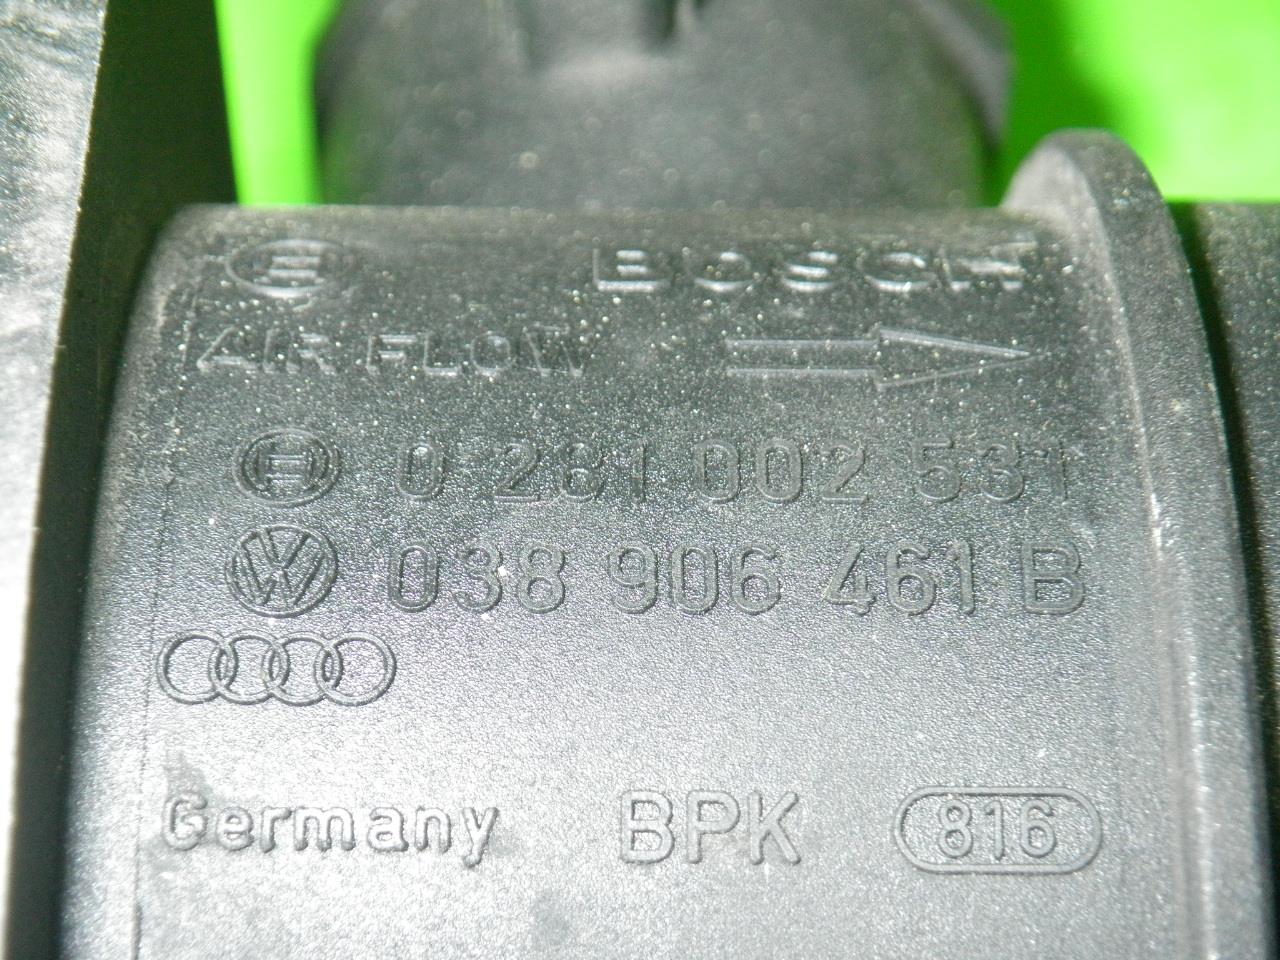 BOSCH
AIR FLOW
0 281 002 531
038 906 461 B
Germany BPK 816